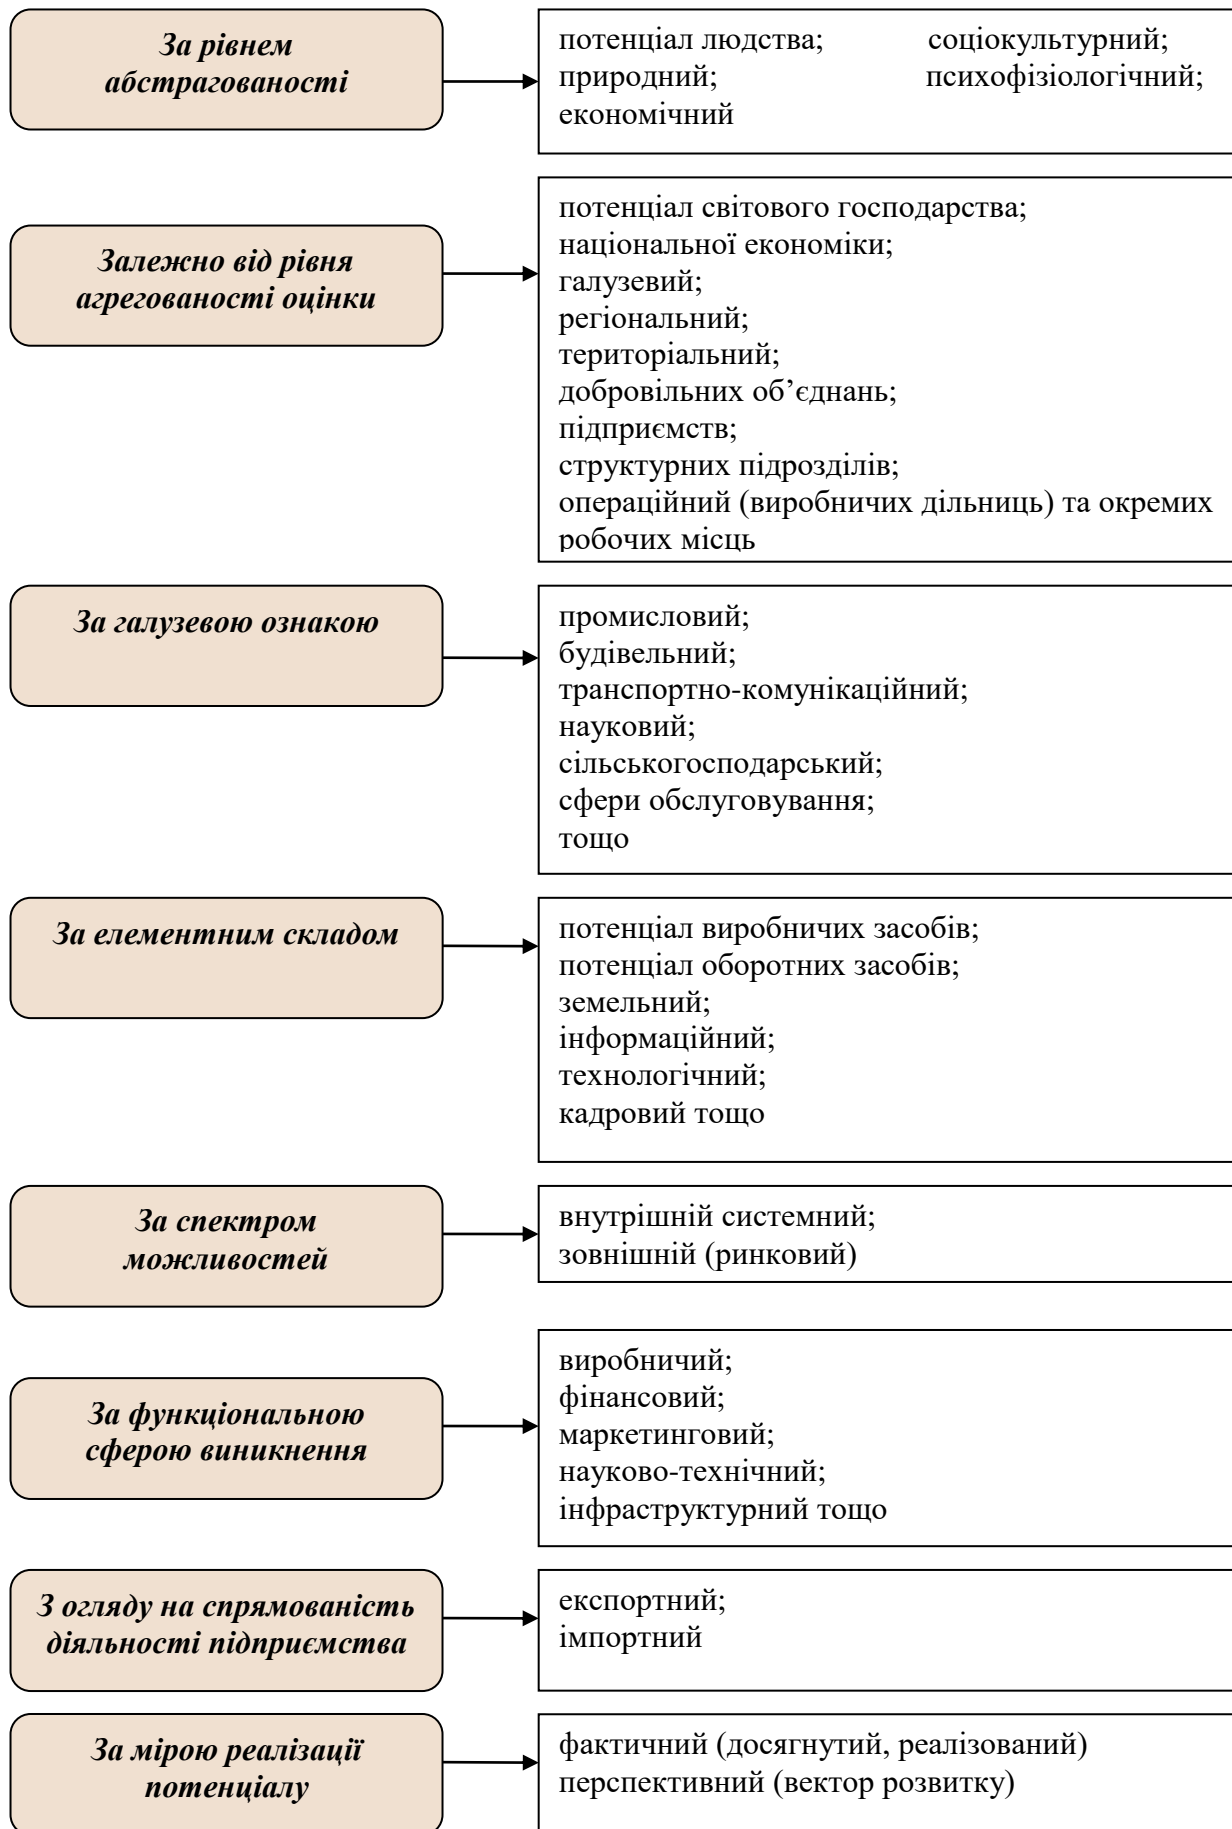 За рівнем
абстрагованості
потенціал людства; соціокультурний;
природний; психофізіологічний;
економічний
Залежно від рівня
агрегованості оцінки
потенціал світового господарства;
національної економіки;
галузевий;
регіональний;
територіальний;
добровільних об’єднань;
підприємств;
структурних підрозділів;
операційний (виробничих дільниць) та окремих
робочих місць
За галузевою ознакою
промисловий;
будівельний;
транспортно-комунікаційний;
науковий;
сільськогосподарський;
сфери обслуговування;
тощо
За елементним складом
потенціал виробничих засобів;
потенціал оборотних засобів;
земельний;
інформаційний;
технологічний;
кадровий тощо
За спектром
можливостей
внутрішній системний;
зовнішній (ринковий)
За функціональною
сферою виникнення
виробничий;
фінансовий;
маркетинговий;
науково-технічний;
інфраструктурний тощо
З огляду на спрямованість
діяльності підприємства
експортний;
імпортний
За мірою реалізації
потенціалу
фактичний (досягнутий, реалізований)
перспективний (вектор розвитку)